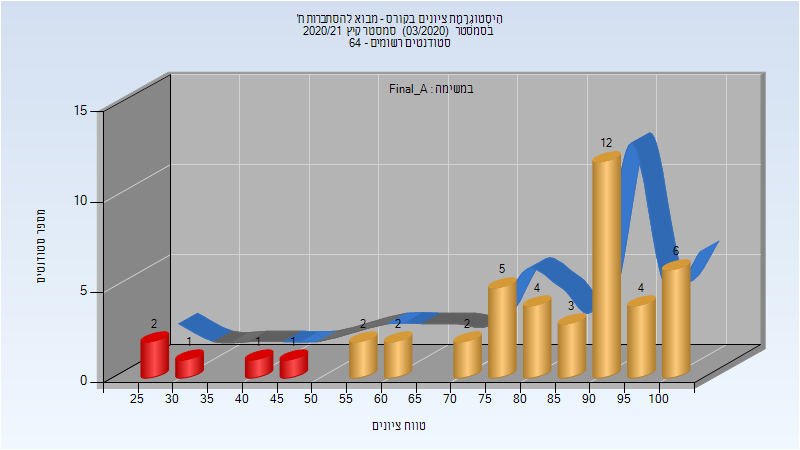 היסטוגרמת ציונים בקורס - מבוא להסתברות ח'
בסמסטר (03/2020) סמסטר קיץ 2020/21
סטודנטים רשומים - 64
במשימה : Final_A
מספר סטודנטים
15
10
5
0
2
1
1
1
2
2
2
5
4
3
12
4
6
25 30 35 40 45 50 55 60 65 70 75 80 85 90 95 100
טווח ציונים